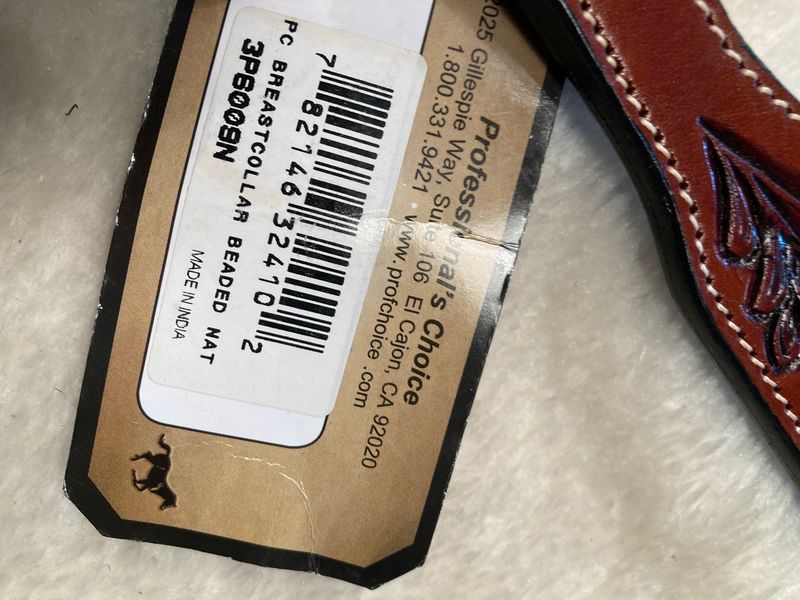 Professional's Choice
2025 Gillespie Way, Suite 106 El Cajon, CA 92020
1.800.331.9421 • www.profchoice.com
7 82146 32410 2
PC BREASTCOLLAR BEADED NAT
3P6009N
MADE IN INDIA